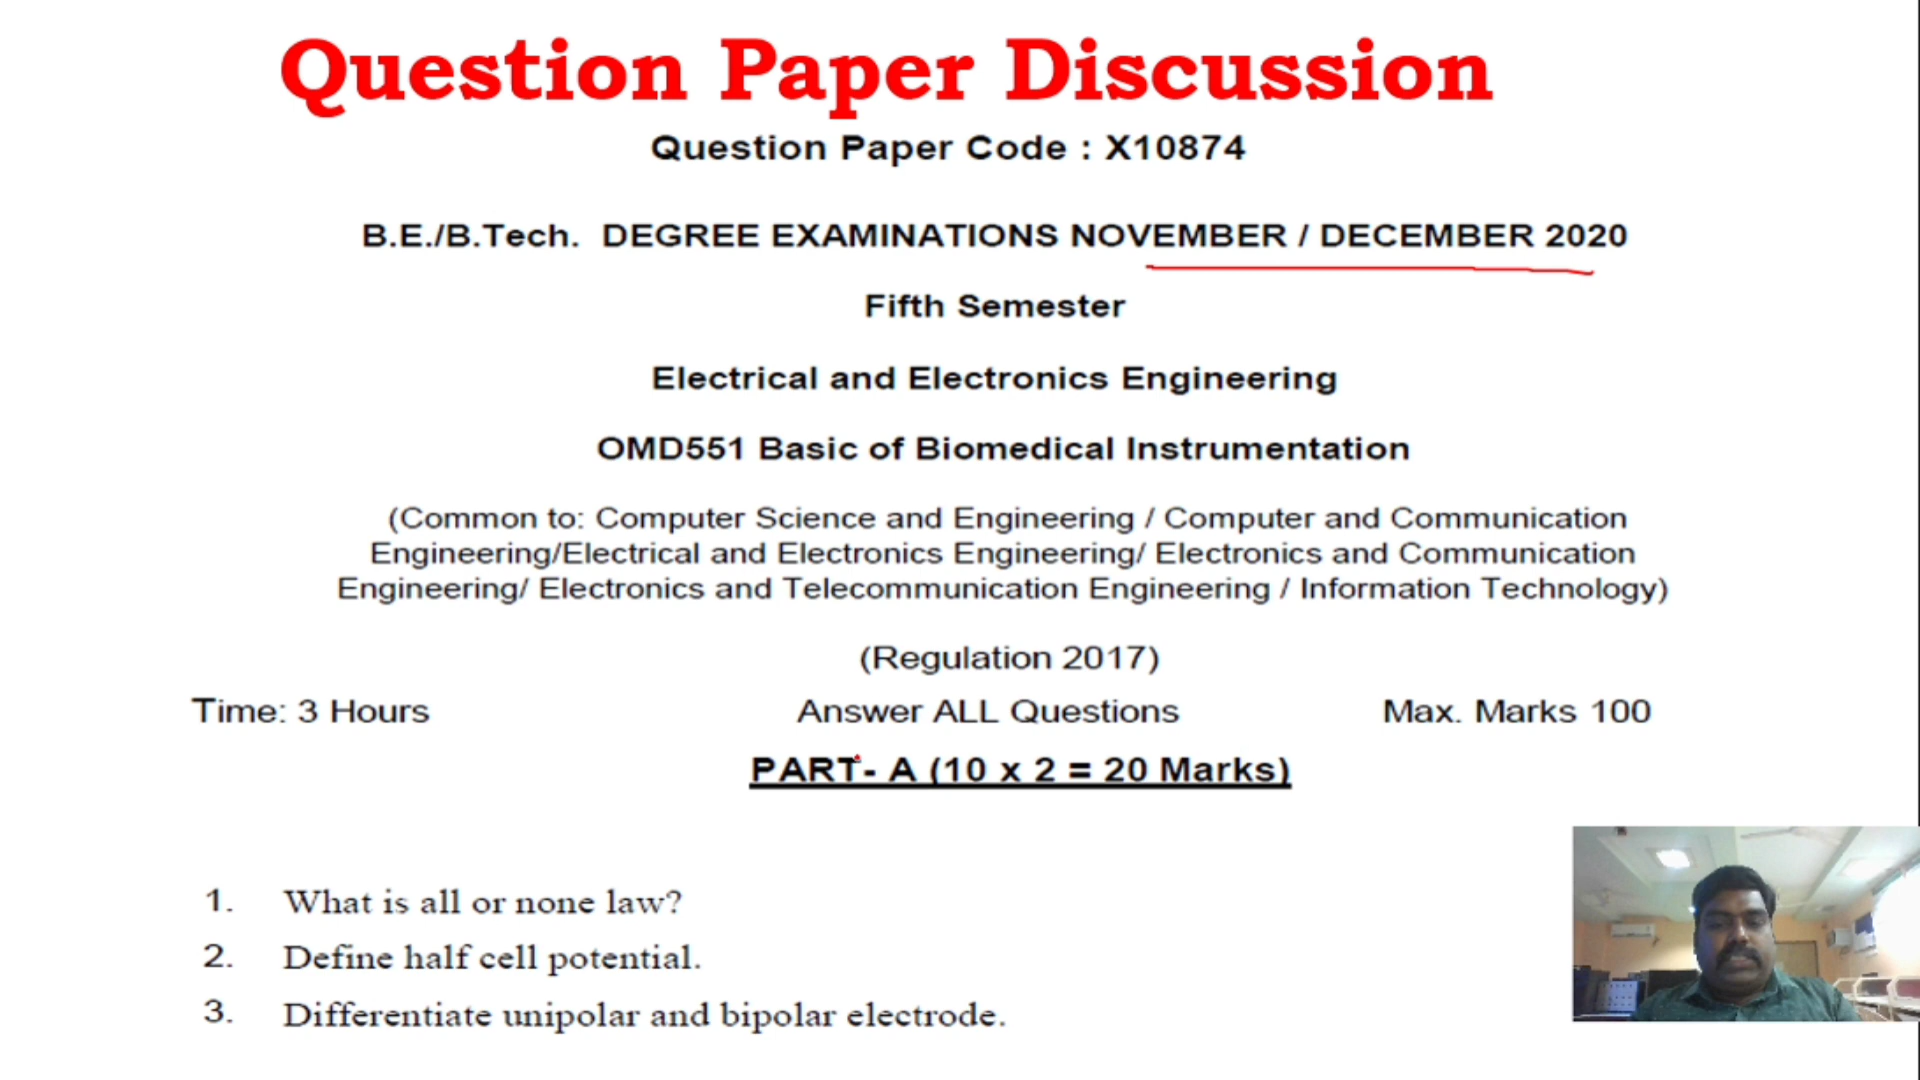 Question Paper Discussion
Question Paper Code : X10874
B.E./B.Tech. DEGREE EXAMINATIONS NOVEMBER / DECEMBER 2020
Fifth Semester
Electrical and Electronics Engineering
OMD551 Basic of Biomedical Instrumentation
(Common to: Computer Science and Engineering / Computer and Communication
Engineering/Electrical and Electronics Engineering/ Electronics and Communication
Engineering/ Electronics and Telecommunication Engineering / Information Technology)
(Regulation 2017)
Time: 3 Hours Answer ALL Questions Max. Marks 100
PART- A (10 x 2 = 20 Marks)
1. What is all or none law?
2. Define half cell potential.
3. Differentiate unipolar and bipolar electrode.